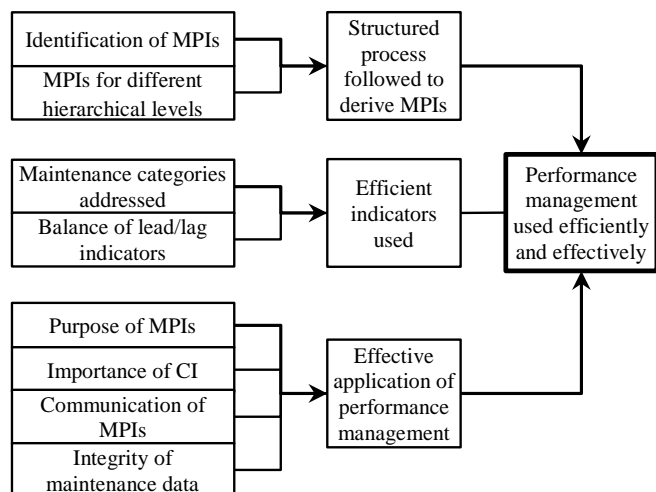 Identification of MPIs
MPIs for different
hierarchical levels
Structured
process
followed to
derive MPIs
Maintenance categories
addressed
Balance of lead/lag
indicators
Efficient
indicators
used
Performance
management
used efficiently
and effectively
Purpose of MPIs
Importance of CI
Communication of
MPIs
Integrity of
maintenance data
Effective
application of
performance
management